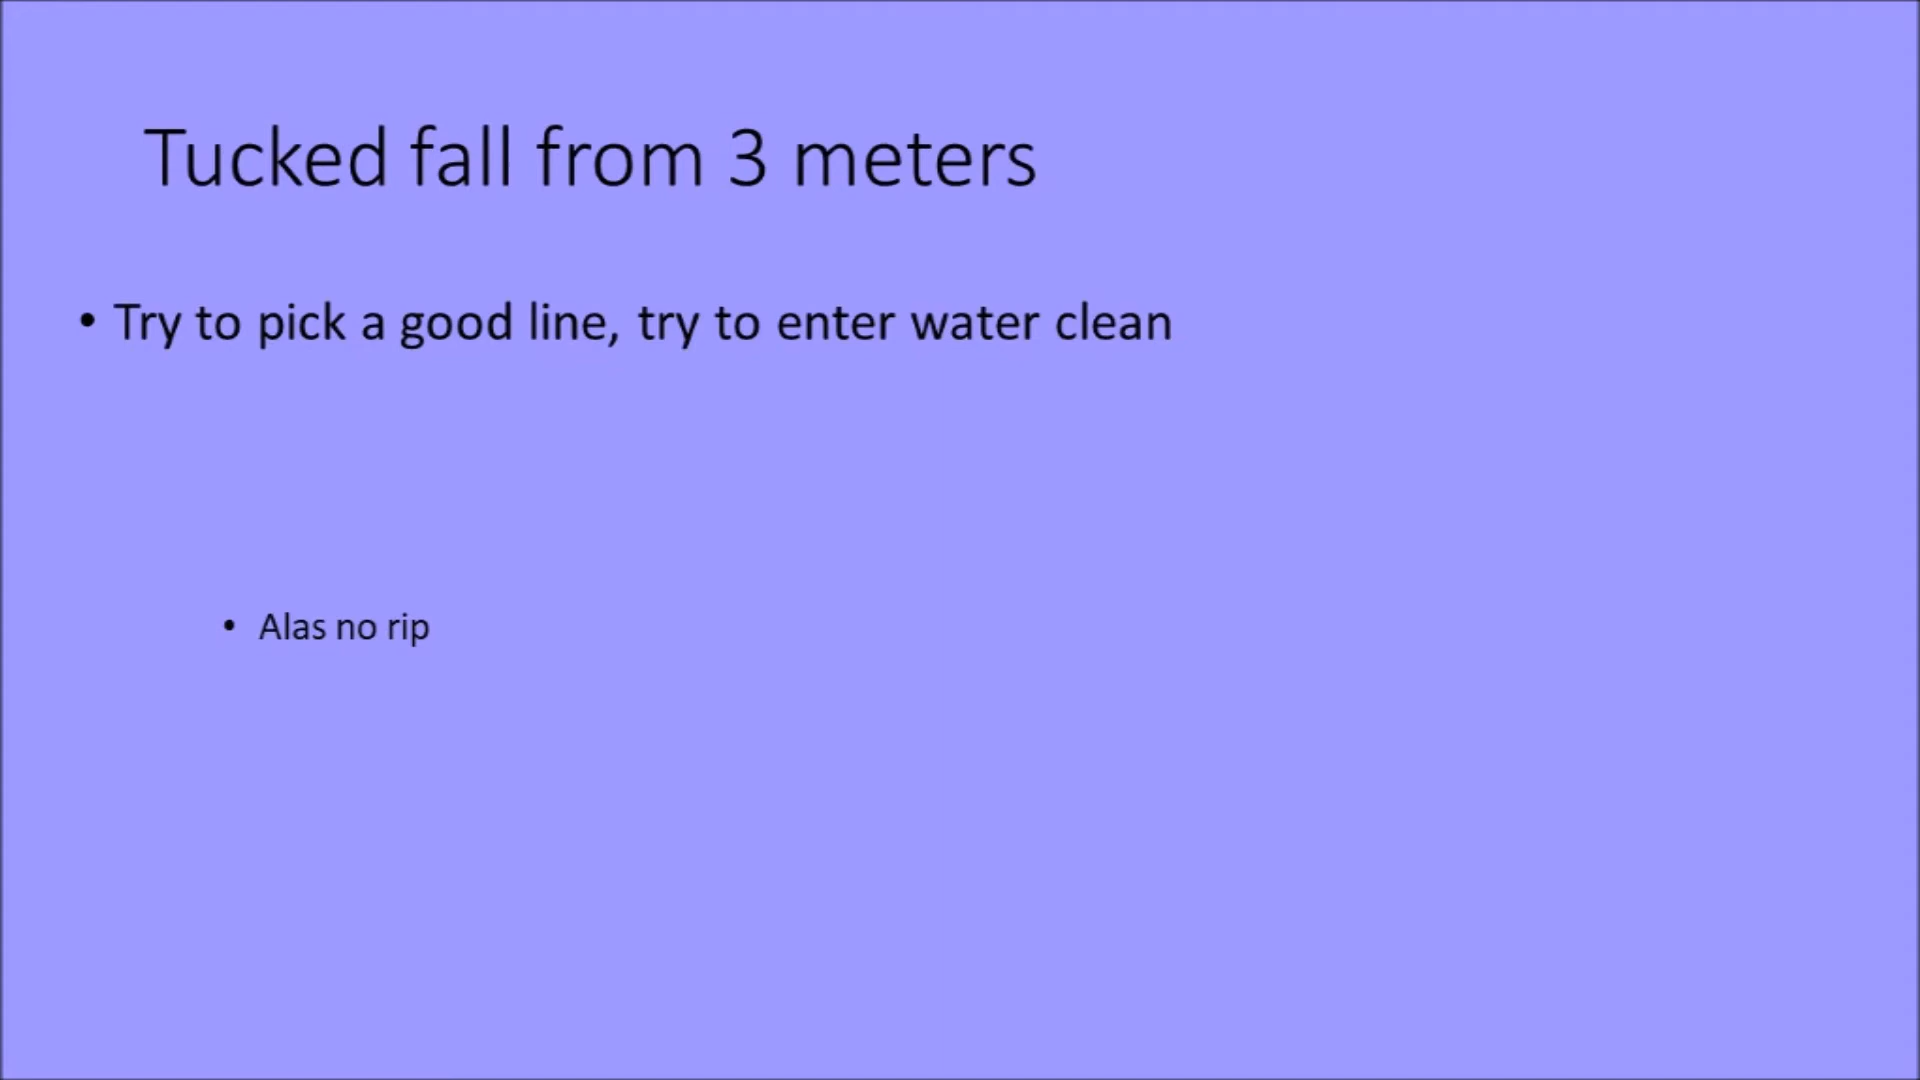 Tucked fall from 3 meters
• Try to pick a good line, try to enter water clean
• Alas no rip